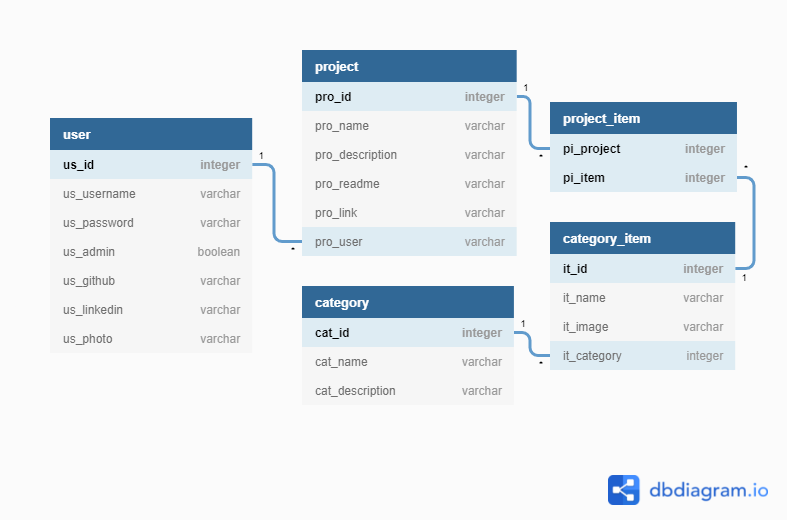 user
us_id integer
us_username varchar
us_password varchar
us_admin boolean
us_github varchar
us_linkedin varchar
us_photo varchar
1
*
project
pro_id integer
pro_name varchar
pro_description varchar
pro_readme varchar
pro_link varchar
pro_user varchar
1
*
category
cat_id integer
cat_name varchar
cat_description varchar
1
*
project_item
pi_project integer
pi_item integer
*
1
category_item
it_id integer
it_name varchar
it_image varchar
it_category integer
dbdiagram.io